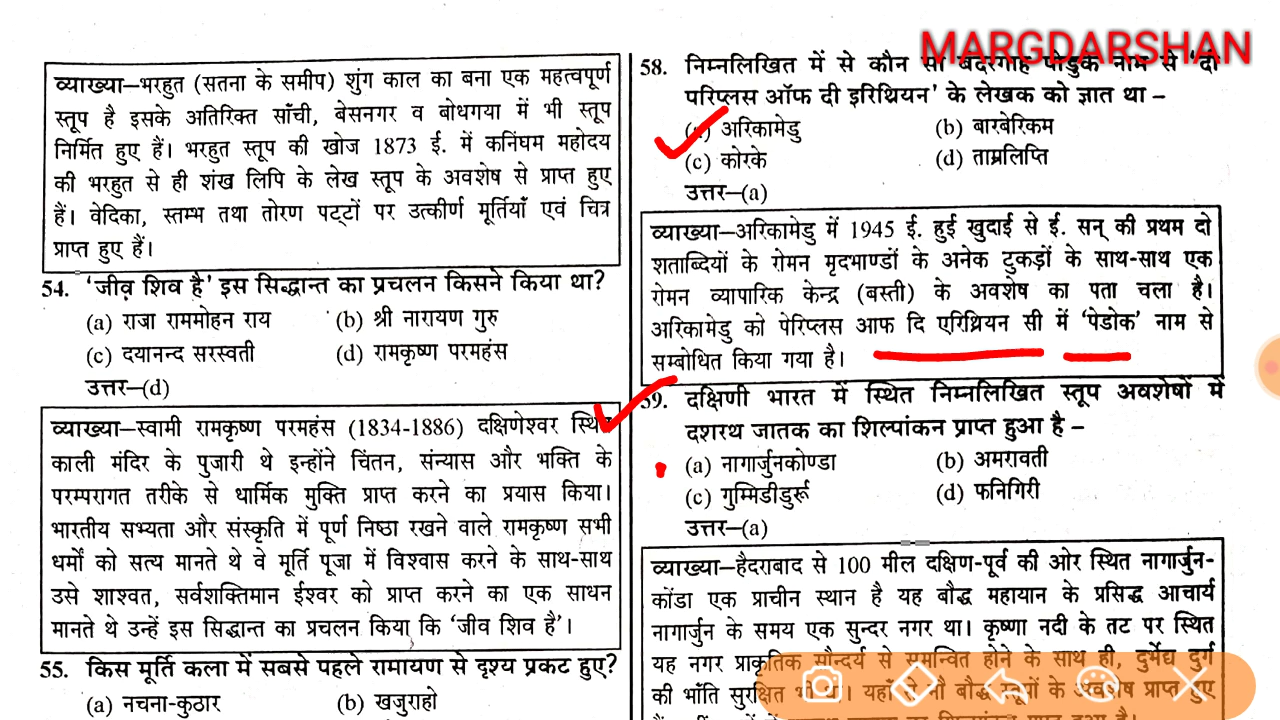 MARGDARSHAN
व्याख्या–भरहुत (सतना के समीप) शुंग काल का बना एक महत्वपूर्ण
स्तूप है इसके अतिरिक्त साँची, बेसनगर व बोधगया में भी स्तूप
निर्मित हुए हैं। भरहुत स्तूप की खोज 1873 ई. में कनिंघम महोदय
की भरहुत से ही शंख लिपि के लेख स्तूप के अवशेष से प्राप्त हुए
हैं। वेदिका, स्तम्भ तथा तोरण पट्टों पर उत्कीर्ण मूर्तियाँ एवं चित्र
प्राप्त हुए हैं।
54. 'जीव शिव है' इस सिद्धान्त का प्रचलन किसने किया था?
(a) राजा राममोहन राय (b) श्री नारायण गुरु
(c) दयानन्द सरस्वती (d) रामकृष्ण परमहंस
उत्तर–(d)
व्याख्या–स्वामी रामकृष्ण परमहंस (1834-1886) दक्षिणेश्वर स्थित
काली मंदिर के पुजारी थे इन्होंने चिंतन, संन्यास और भक्ति के
परम्परागत तरीके से धार्मिक मुक्ति प्राप्त करने का प्रयास किया।
भारतीय सभ्यता और संस्कृति में पूर्ण निष्ठा रखने वाले रामकृष्ण सभी
धर्मों को सत्य मानते थे वे मूर्ति पूजा में विश्वास करने के साथ-साथ
उसे शाश्वत, सर्वशक्तिमान ईश्वर को प्राप्त करने का एक साधन
मानते थे उन्हें इस सिद्धान्त का प्रचलन किया कि 'जीव शिव है'।
55. किस मूर्ति कला में सबसे पहले रामायण से दृश्य प्रकट हुए?
(a) नचना-कुठार (b) खजुराहो
58. निम्नलिखित में से कौन सा बंदरगाह पोडुके नाम से 'दी
परिप्लस ऑफ दी इरिथ्रियन' के लेखक को ज्ञात था –
(a) अरिकामेडु (b) बारबेरिकम
(c) कोरके (d) ताम्रलिप्ति
उत्तर–(a)
व्याख्या–अरिकामेडु में 1945 ई. हुई खुदाई से ई. सन् की प्रथम दो
शताब्दियों के रोमन मृदभाण्डों के अनेक टुकड़ों के साथ-साथ एक
रोमन व्यापारिक केन्द्र (बस्ती) के अवशेष का पता चला है।
अरिकामेडु को पेरिप्लस आफ दि एरिथ्रियन सी में 'पेडोक' नाम से
सम्बोधित किया गया है।
59. दक्षिणी भारत में स्थित निम्नलिखित स्तूप अवशेषों में
दशरथ जातक का शिल्पांकन प्राप्त हुआ है –
(a) नागार्जुनकोण्डा (b) अमरावती
(c) गुम्मिडीडुर्रू (d) फनिगिरी
उत्तर–(a)
व्याख्या–हैदराबाद से 100 मील दक्षिण-पूर्व की ओर स्थित नागार्जुन-
कोंडा एक प्राचीन स्थान है यह बौद्ध महायान के प्रसिद्ध आचार्य
नागार्जुन के समय एक सुन्दर नगर था। कृष्णा नदी के तट पर स्थित
यह नगर प्राकृतिक सौन्दर्य से समन्वित होने के साथ ही, दुर्भेद्य दुर्ग
की भाँति सुरक्षित भी था। यहाँ से नौ बौद्ध स्तूपों के अवशेष प्राप्त हुए